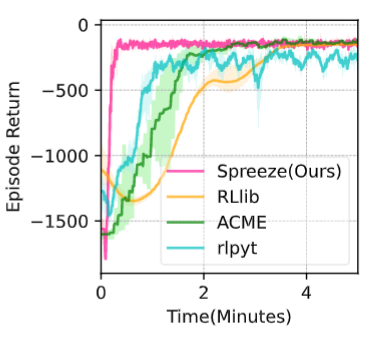 0
−500
−1000
−1500
Episode Return
Spreeze(Ours)
RLlib
ACME
rlpyt
0 2 4
Time(Minutes)